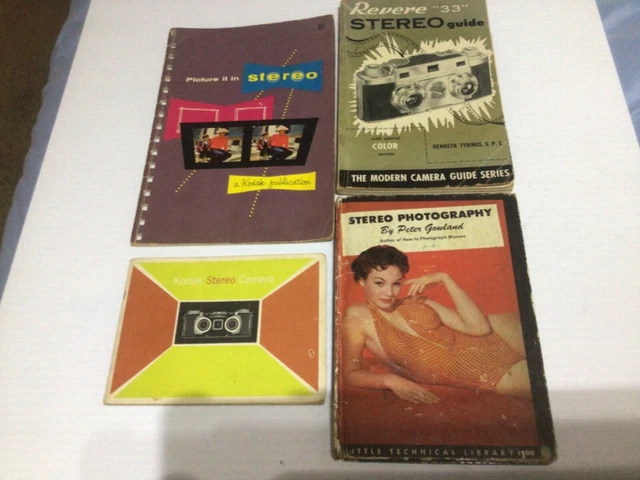 Picture it in stereo
a Kodak publication
Revere "33"
STEREO guide
COLOR
KENNETH TYDINGS, S. P. E.
THE MODERN CAMERA GUIDE SERIES
Kodak Stereo Camera
STEREO PHOTOGRAPHY
By Peter Gowland
Author of How to Photograph Women
LITTLE TECHNICAL LIBRARY